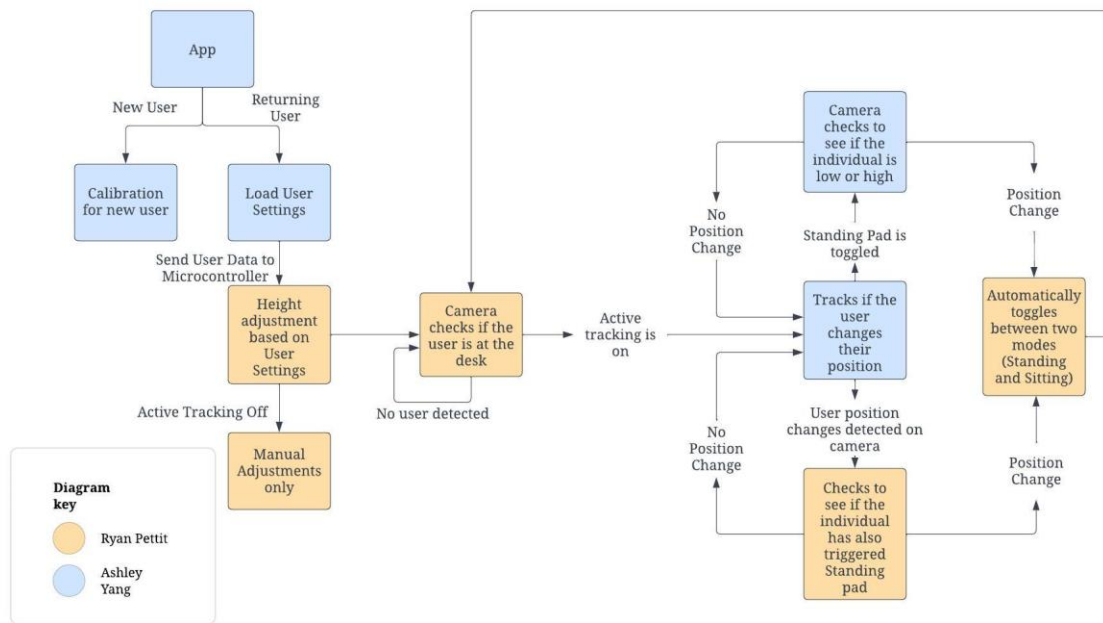 App
New User
Returning
User
Calibration
for new user
Load User
Settings
Send User Data to
Microcontroller
Height
adjustment
based on
User
Settings
Active Tracking Off
Manual
Adjustments
only
Camera
checks if the
user is at the
desk
No user detected
Active
tracking is
on
Camera
checks to
see if the
individual is
low or high
No
Position
Change
Position
Change
Standing Pad is
toggled
Tracks if the
user
changes
their
position
Automatically
toggles
between two
modes
(Standing
and Sitting)
User position
changes detected on
camera
No
Position
Change
Position
Change
Checks to
see if the
individual
has also
triggered
Standing
pad
Diagram
key
Ryan Pettit
Ashley
Yang